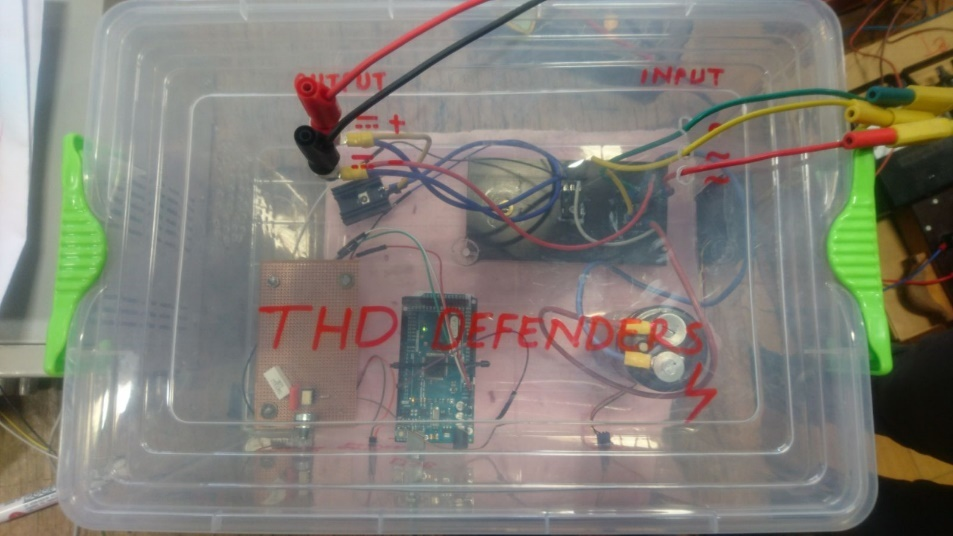 OUTPUT
INPUT
+
THD DEFENDERS